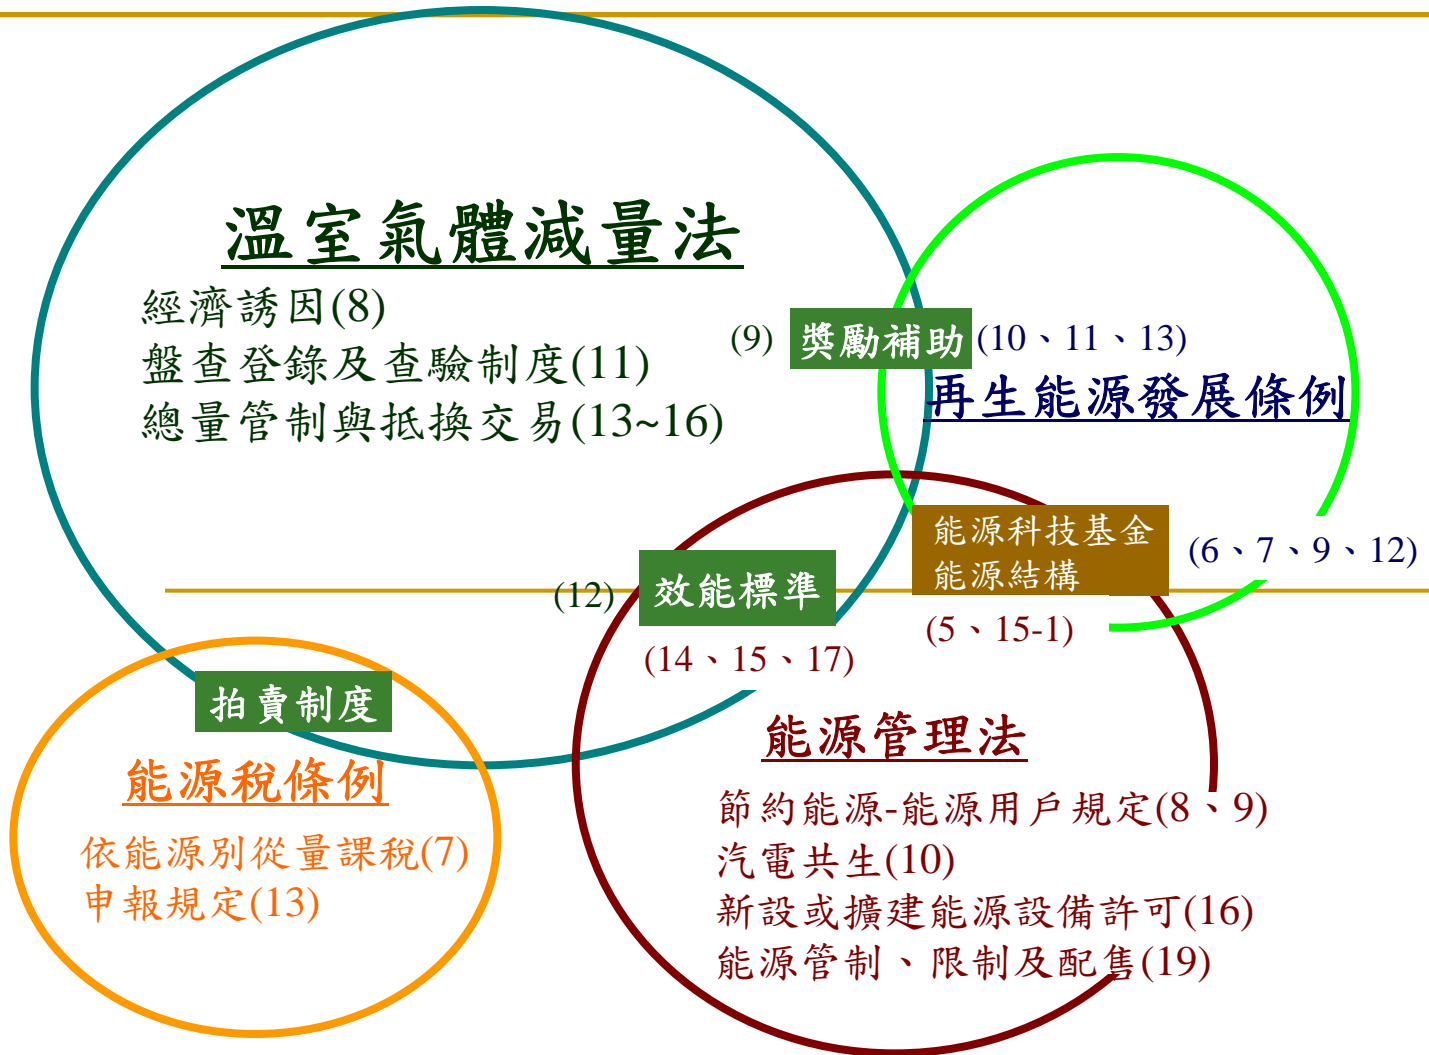 溫室氣體減量法
經濟誘因(8)
盤查登錄及查驗制度(11)
總量管制與抵換交易(13~16)
(9) 獎勵補助 (10、11、13)
再生能源發展條例
能源科技基金
能源結構
(6、7、9、12)
(5、15-1)
(12) 效能標準
(14、15、17)
拍賣制度
能源稅條例
依能源別從量課稅(7)
申報規定(13)
能源管理法
節約能源-能源用戶規定(8、9)
汽電共生(10)
新設或擴建能源設備許可(16)
能源管制、限制及配售(19)